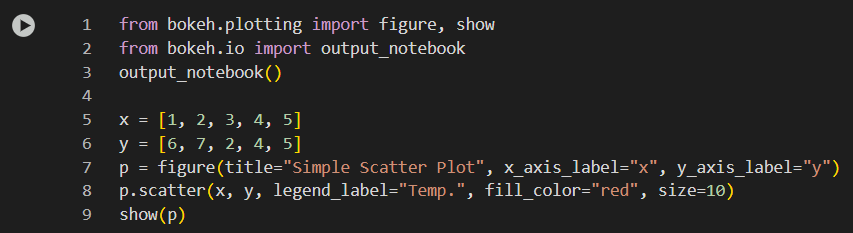 1 from bokeh.plotting import figure, show
2 from bokeh.io import output_notebook
3 output_notebook()
4
5 x = [1, 2, 3, 4, 5]
6 y = [6, 7, 2, 4, 5]
7 p = figure(title="Simple Scatter Plot", x_axis_label="x", y_axis_label="y")
8 p.scatter(x, y, legend_label="Temp.", fill_color="red", size=10)
9 show(p)